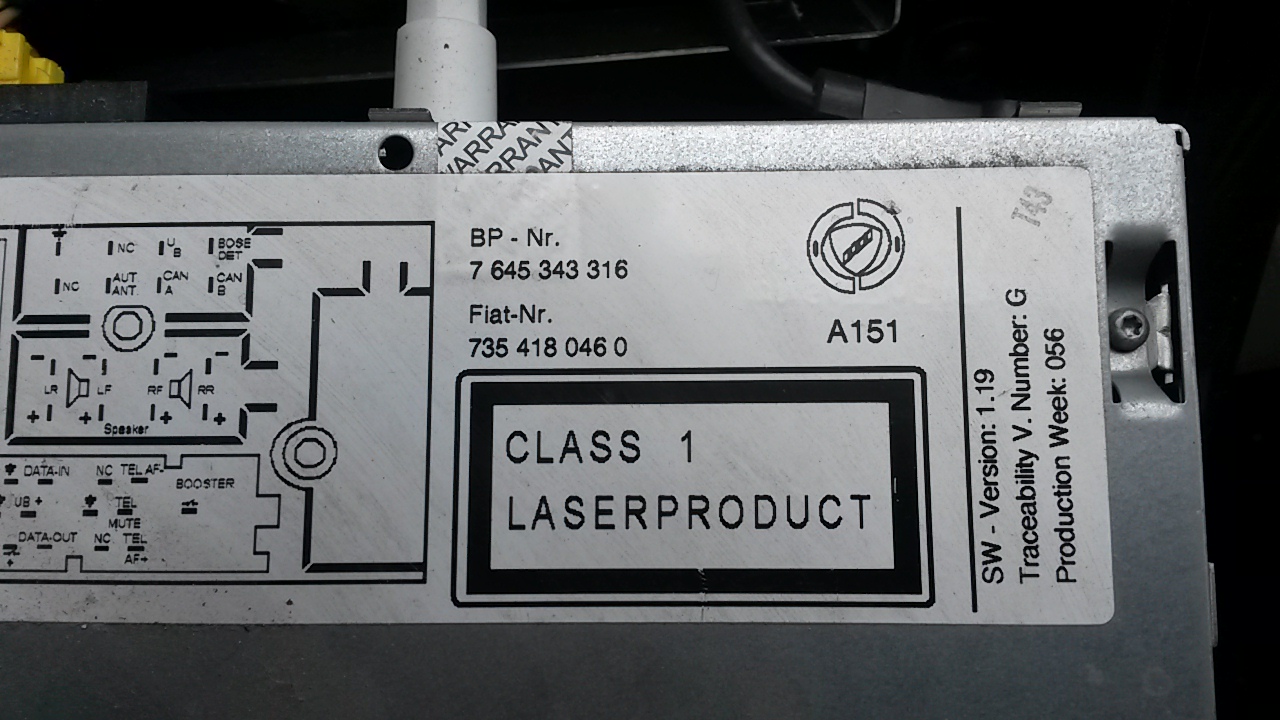 WARRANT
NC
U
B
BOSE
DET
NC
AUT
ANT
CAN
A
CAN
B
- - - -
LR LF RF RR
+ + + +
Speaker
DATA-IN NC TEL AF-
BOOSTER
UB + TEL
MUTE
DATA-OUT NC TEL
AF+
BP - Nr.
7 645 343 316
Fiat-Nr.
735 418 046 0
A151
CLASS 1
LASERPRODUCT
T43
SW - Version: 1.19
Traceability V. Number: G
Production Week: 056